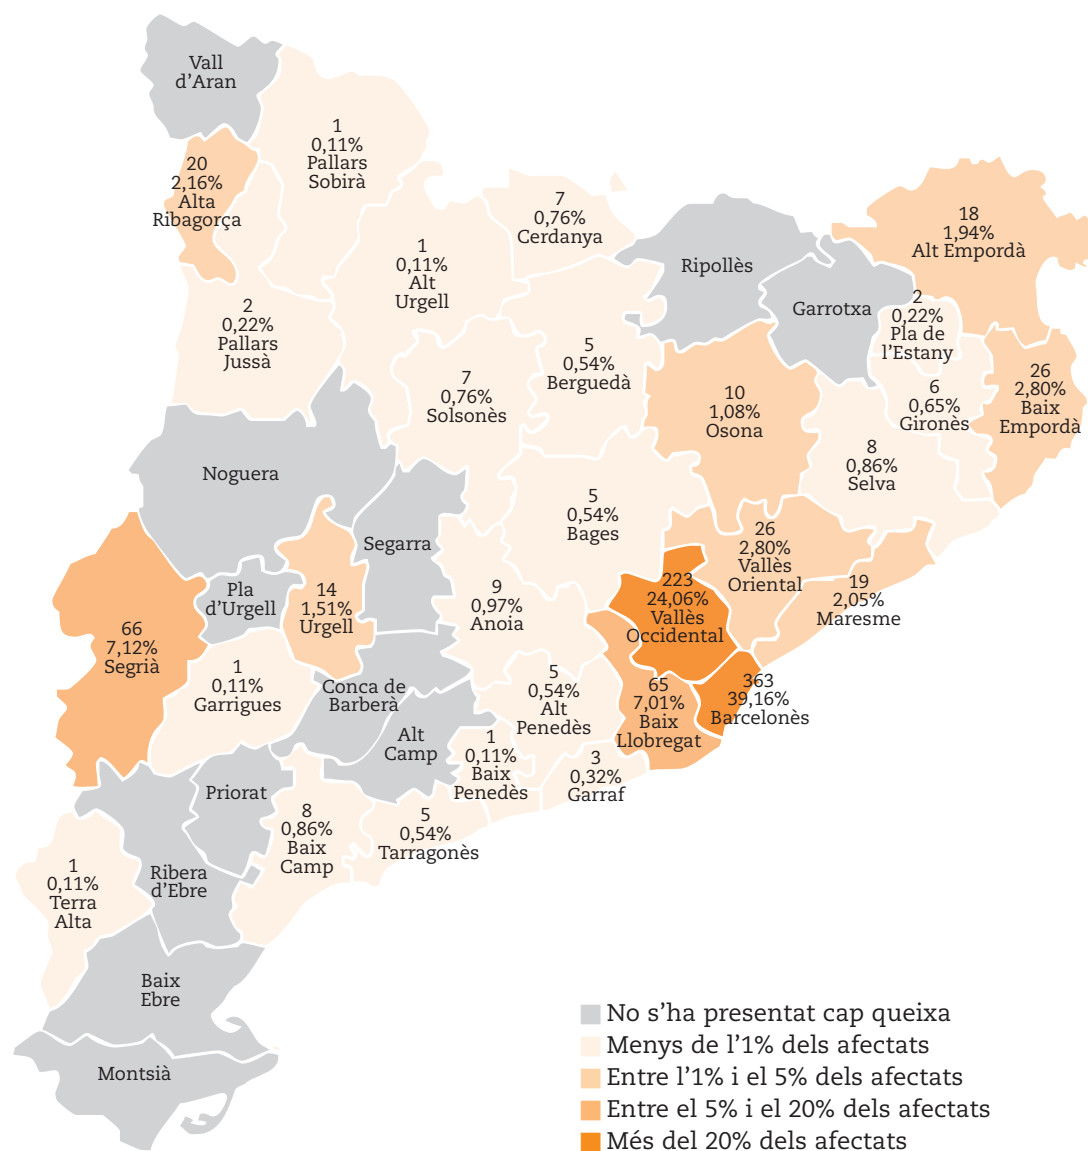 Vall
d'Aran
1
0,11%
Pallars
Sobirà
20
2,16%
Alta
Ribagorça
7
0,76%
Cerdanya
18
1,94%
Alt Empordà
1
0,11%
Alt
Urgell
Ripollès
Garrotxa
2
0,22%
Pla de
l'Estany
2
0,22%
Pallars
Jussà
5
0,54%
Berguedà
7
0,76%
Solsonès
10
1,08%
Osona
6
0,65%
Gironès
26
2,80%
Baix
Empordà
8
0,86%
Selva
Noguera
5
0,54%
Bages
Segarra
26
2,80%
Vallès
Oriental
Pla
d'Urgell
14
1,51%
Urgell
9
0,97%
Anoia
223
24,06%
Vallès
Occidental
19
2,05%
Maresme
66
7,12%
Segrià
1
0,11%
Garrigues
Conca de
Barberà
5
0,54%
Alt
Penedès
65
7,01%
Baix
Llobregat
363
39,16%
Barcelonès
Alt
Camp
1
0,11%
Baix
Penedès
3
0,32%
Garraf
Priorat
8
0,86%
Baix
Camp
5
0,54%
Tarragonès
1
0,11%
Terra
Alta
Ribera
d'Ebre
Baix
Ebre
Montsià
No s'ha presentat cap queixa
Menys de l'1% dels afectats
Entre l'1% i el 5% dels afectats
Entre el 5% i el 20% dels afectats
Més del 20% dels afectats